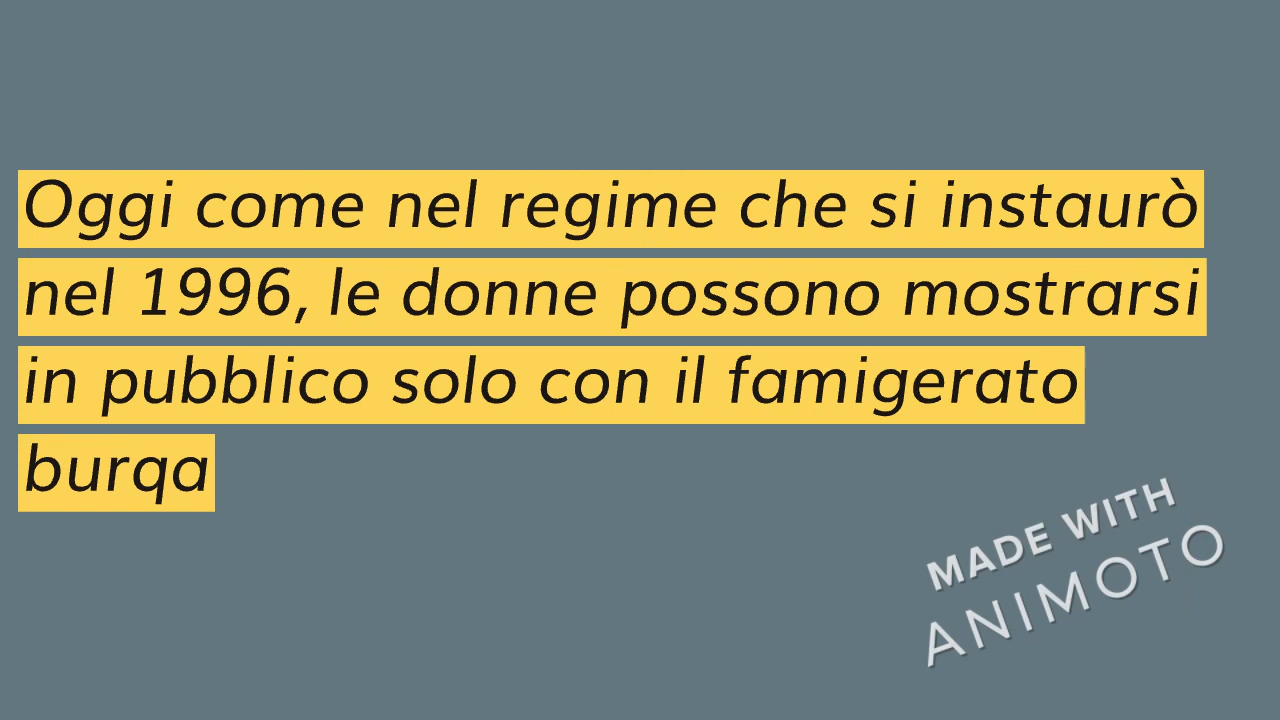 Oggi come nel regime che si instaurò
nel 1996, le donne possono mostrarsi
in pubblico solo con il famigerato
burqa
MADE WITH
ANIMOTO